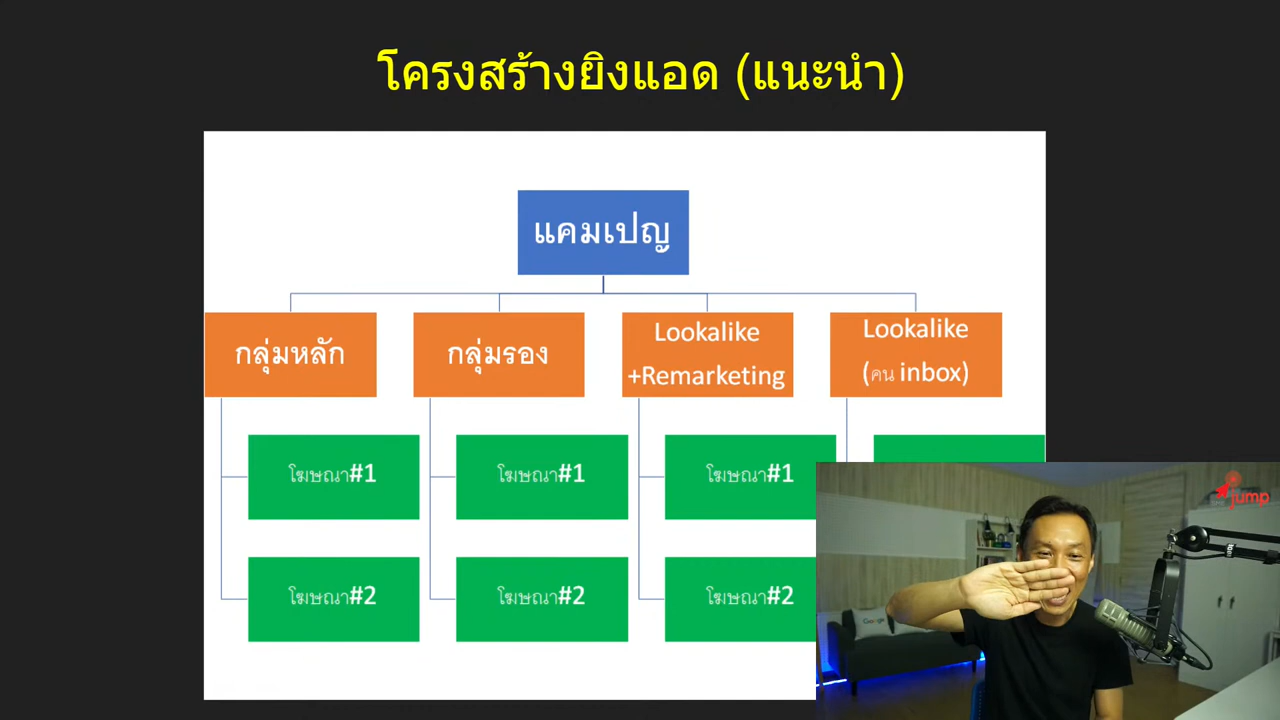 โครงสร้างยิงแอด (แนะนำ)
แคมเปญ
กลุ่มหลัก
กลุ่มรอง
Lookalike
+Remarketing
Lookalike
(คน inbox)
โฆษณา#1
โฆษณา#1
โฆษณา#1
โฆษณา#2
โฆษณา#2
โฆษณา#2
jump
Google